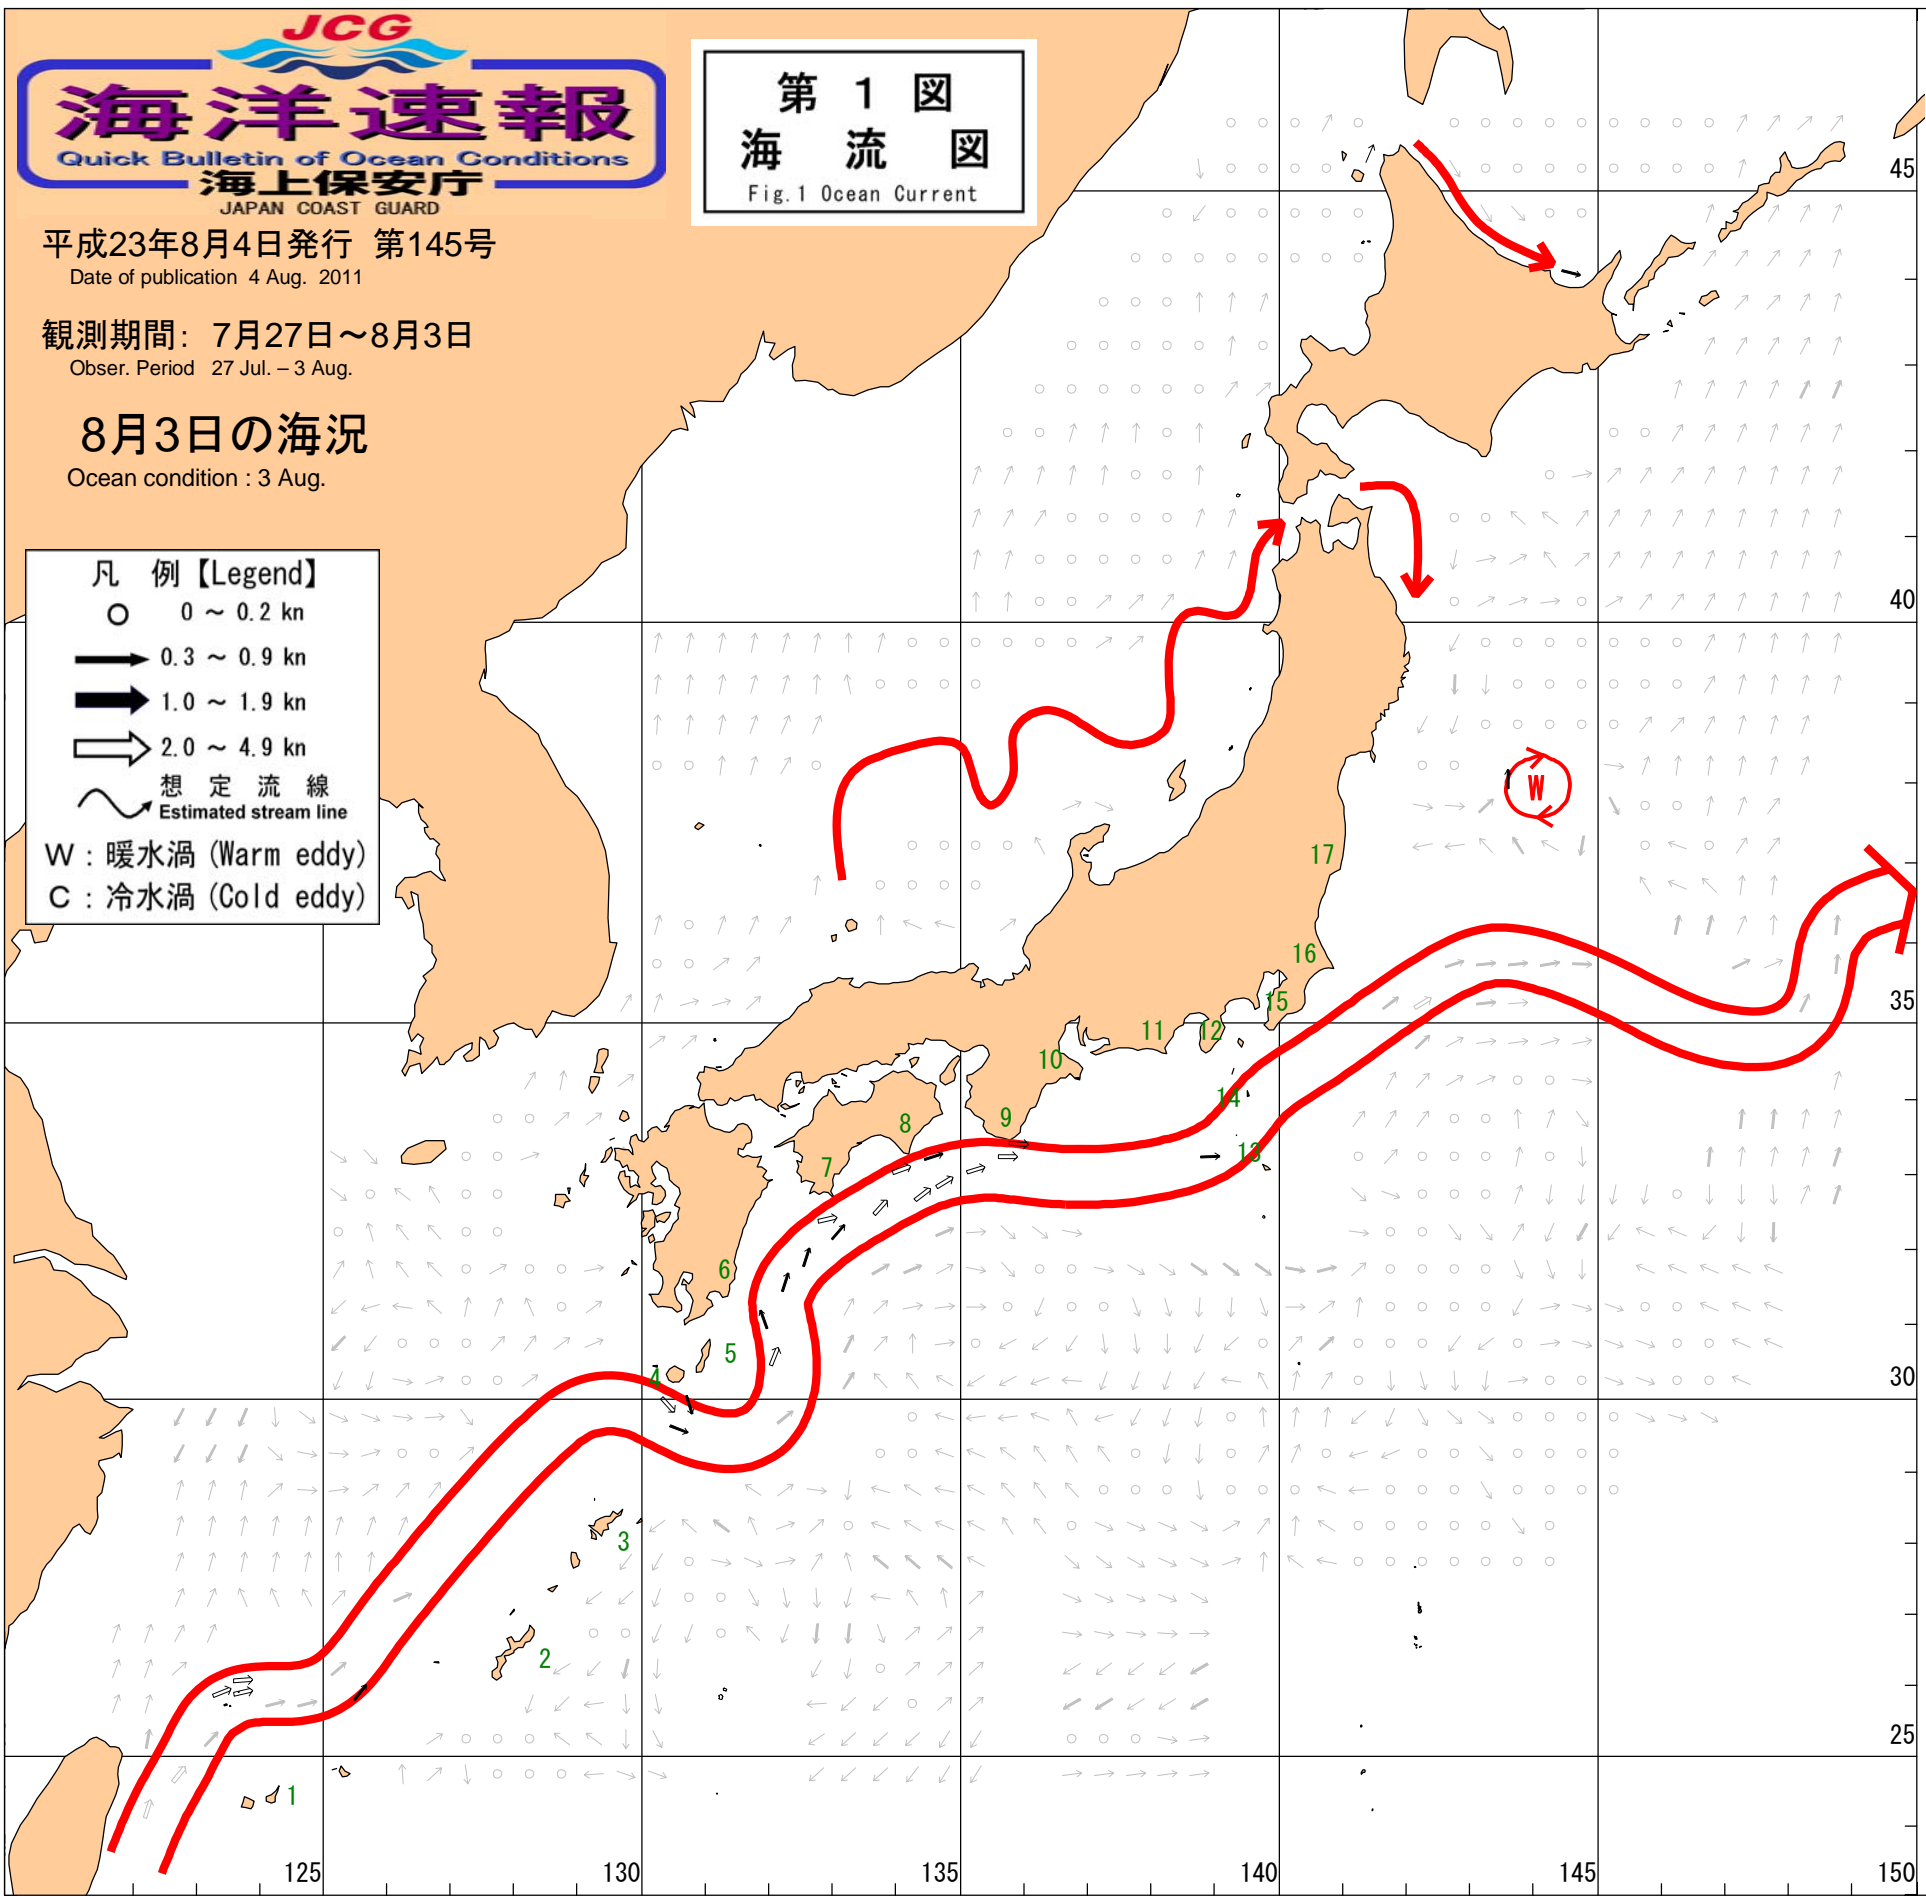 JCG
海洋速報
Quick Bulletin of Ocean Conditions
海上保安庁
JAPAN COAST GUARD
第 1 図
海 流 図
Fig.1 Ocean Current
平成23年8月4日発行 第145号
Date of publication 4 Aug. 2011
観測期間: 7月27日～8月3日
Obser. Period 27 Jul. – 3 Aug.
8月3日の海況
Ocean condition : 3 Aug.
凡 例【Legend】
0 ～ 0.2 kn
0.3 ～ 0.9 kn
1.0 ～ 1.9 kn
2.0 ～ 4.9 kn
想 定 流 線
Estimated stream line
W : 暖水渦 (Warm eddy)
C : 冷水渦 (Cold eddy)
45
40
W
17
16
35
15
11
12
10
14
9
8
13
7
6
5
4
30
3
2
25
1
125
130
135
140
145
150